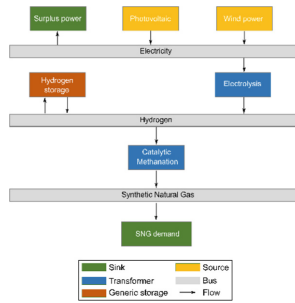 Surplus power
Photovoltaic
Wind power
Electricity
Hydrogen
storage
Electrolysis
Hydrogen
Catalytic
Methanation
Synthetic Natural Gas
SNG demand
Sink
Source
Transformer
Bus
Generic storage
Flow